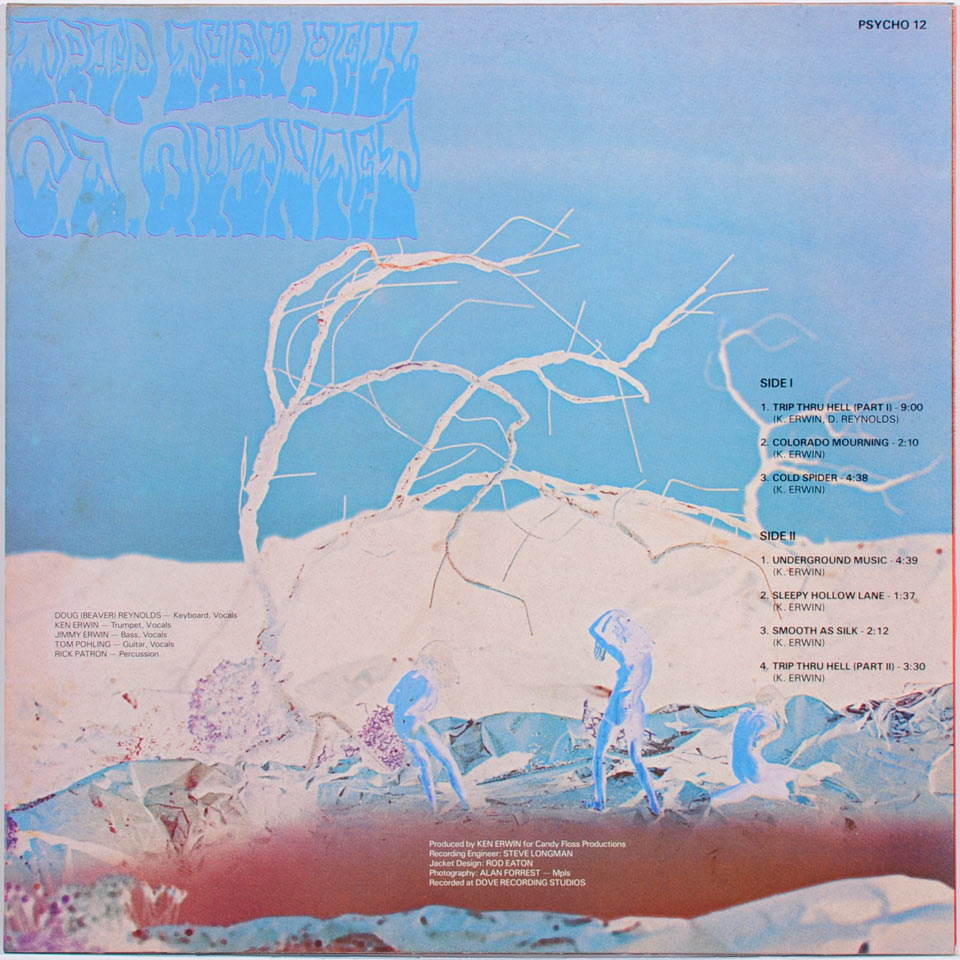 TRIP THRU HELL
C.A. QUINTET
PSYCHO 12
SIDE I
1. TRIP THRU HELL (PART I) - 9:00
(K. ERWIN, D. REYNOLDS)
2. COLORADO MOURNING - 2:10
(K. ERWIN)
3. COLD SPIDER - 4:38
(K. ERWIN)
SIDE II
1. UNDERGROUND MUSIC - 4:39
(K. ERWIN)
2. SLEEPY HOLLOW LANE - 1:37
(K. ERWIN)
3. SMOOTH AS SILK - 2:12
(K. ERWIN)
4. TRIP THRU HELL (PART II) - 3:30
(K. ERWIN)
DOUG (BEAVER) REYNOLDS — Keyboard, Vocals
KEN ERWIN — Trumpet, Vocals
JIMMY ERWIN — Bass, Vocals
TOM POHLING — Guitar, Vocals
RICK PATRON — Percussion
Produced by KEN ERWIN for Candy Floss Productions
Recording Engineer: STEVE LONGMAN
Jacket Design: ROD EATON
Photography: ALAN FORREST — Mpls
Recorded at DOVE RECORDING STUDIOS